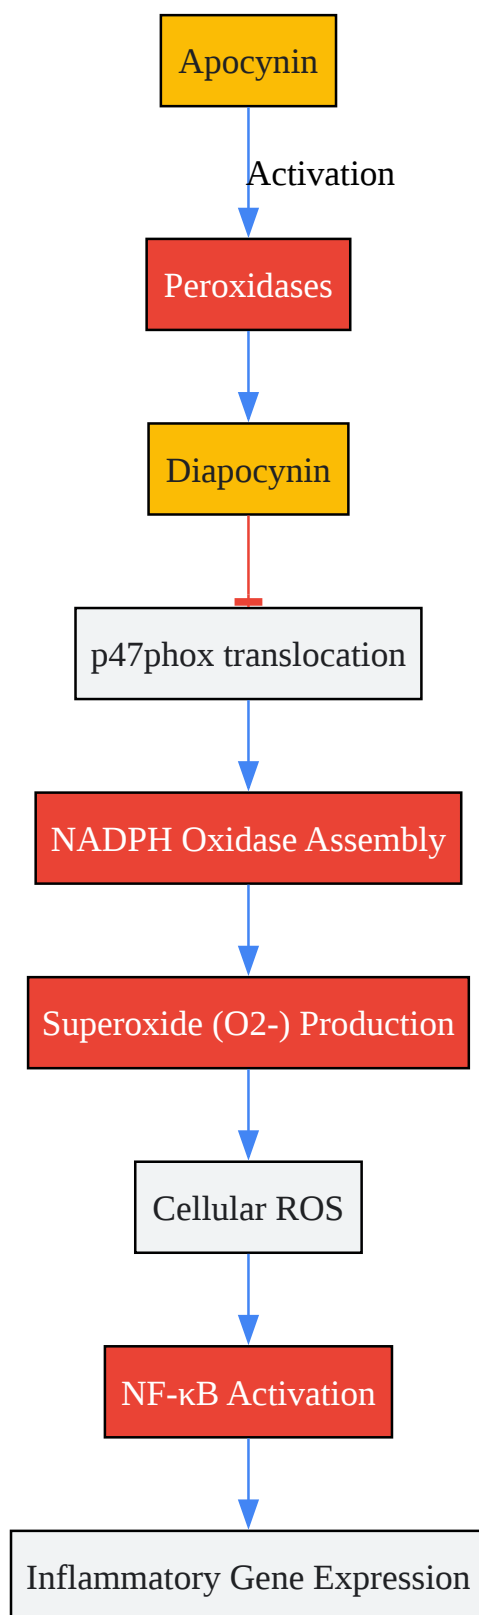 Apocynin
Activation
Peroxidases
Diapocynin
p47phox translocation
NADPH Oxidase Assembly
Superoxide (O2-) Production
Cellular ROS
NF-κB Activation
Inflammatory Gene Expression